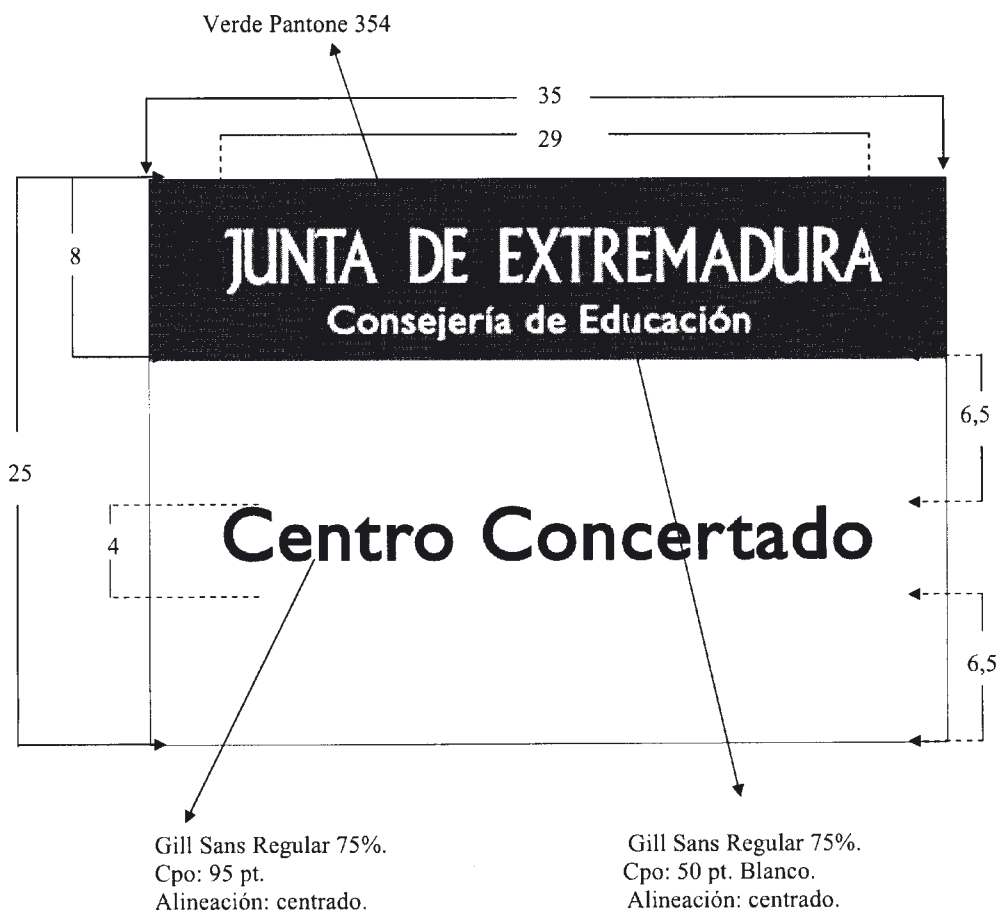 Verde Pantone 354
35
29
8
JUNTA DE EXTREMADURA
Consejería de Educación
6,5
25
4
Centro Concertado
6,5
Gill Sans Regular 75%.
Cpo: 95 pt.
Alineación: centrado.
Gill Sans Regular 75%.
Cpo: 50 pt. Blanco.
Alineación: centrado.